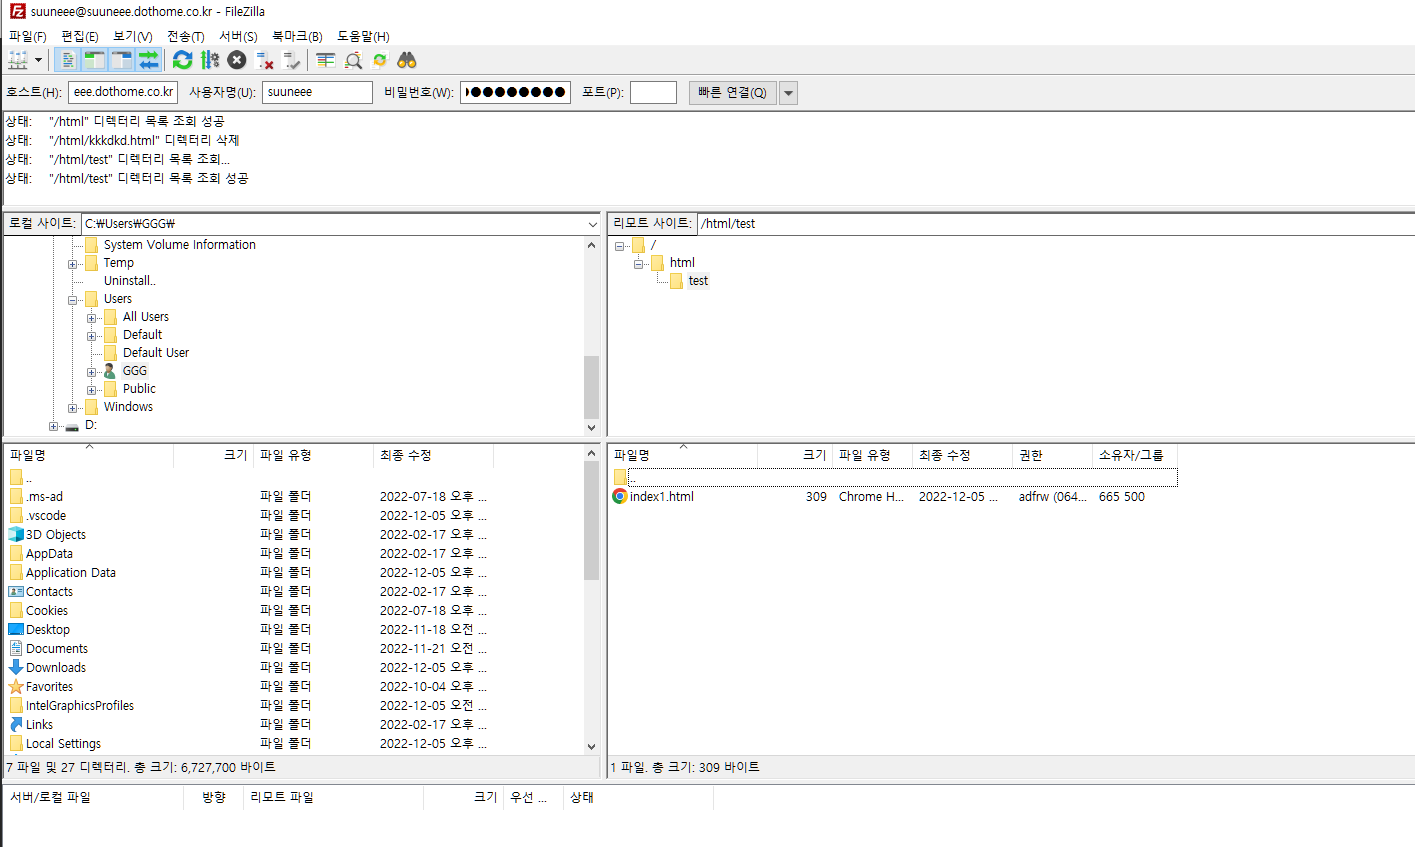 suuneee@suuneee.dothome.co.kr - FileZilla
파일(F) 편집(E) 보기(V) 전송(T) 서버(S) 북마크(B) 도움말(H)
호스트(H): eee.dothome.co.kr 사용자명(U): suuneee 비밀번호(W): ●●●●●●●●● 포트(P): 빠른 연결(Q)
상태: "/html" 디렉터리 목록 조회 성공
상태: "/html/kkkdkd.html" 디렉터리 삭제
상태: "/html/test" 디렉터리 목록 조회...
상태: "/html/test" 디렉터리 목록 조회 성공
로컬 사이트: C:₩Users₩GGG₩
System Volume Information
Temp
Uninstall..
Users
All Users
Default
Default User
GGG
Public
Windows
D:
리모트 사이트: /html/test
/
html
test
파일명 크기 파일 유형 최종 수정
..
.ms-ad 파일 폴더 2022-07-18 오후 ...
.vscode 파일 폴더 2022-12-05 오후 ...
3D Objects 파일 폴더 2022-02-17 오후 ...
AppData 파일 폴더 2022-02-17 오후 ...
Application Data 파일 폴더 2022-12-05 오후 ...
Contacts 파일 폴더 2022-02-17 오후 ...
Cookies 파일 폴더 2022-07-18 오후 ...
Desktop 파일 폴더 2022-11-18 오전 ...
Documents 파일 폴더 2022-11-21 오전 ...
Downloads 파일 폴더 2022-12-05 오후 ...
Favorites 파일 폴더 2022-10-04 오후 ...
IntelGraphicsProfiles 파일 폴더 2022-12-05 오전 ...
Links 파일 폴더 2022-02-17 오후 ...
Local Settings 파일 폴더 2022-12-05 오후 ...
7 파일 및 27 디렉터리. 총 크기: 6,727,700 바이트
파일명 크기 파일 유형 최종 수정 권한 소유자/그룹
..
index1.html 309 Chrome H... 2022-12-05 ... adfrw (064... 665 500
1 파일. 총 크기: 309 바이트
서버/로컬 파일 방향 리모트 파일 크기 우선 ... 상태